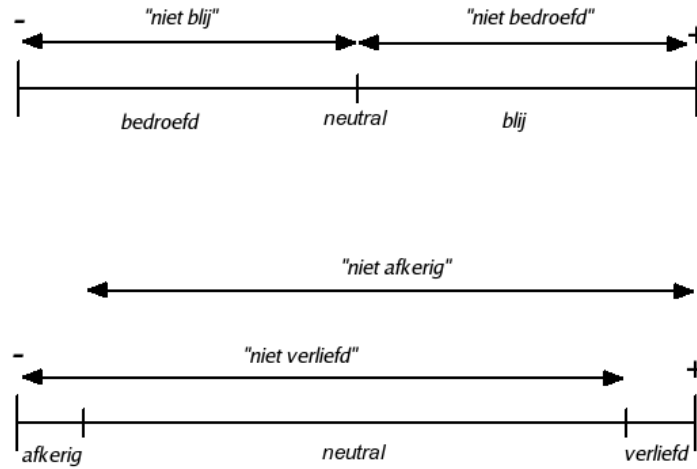 - "niet blij" "niet bedroefd" +
bedroefd neutral blij
"niet afkerig"
- "niet verliefd" +
afkerig neutral verliefd